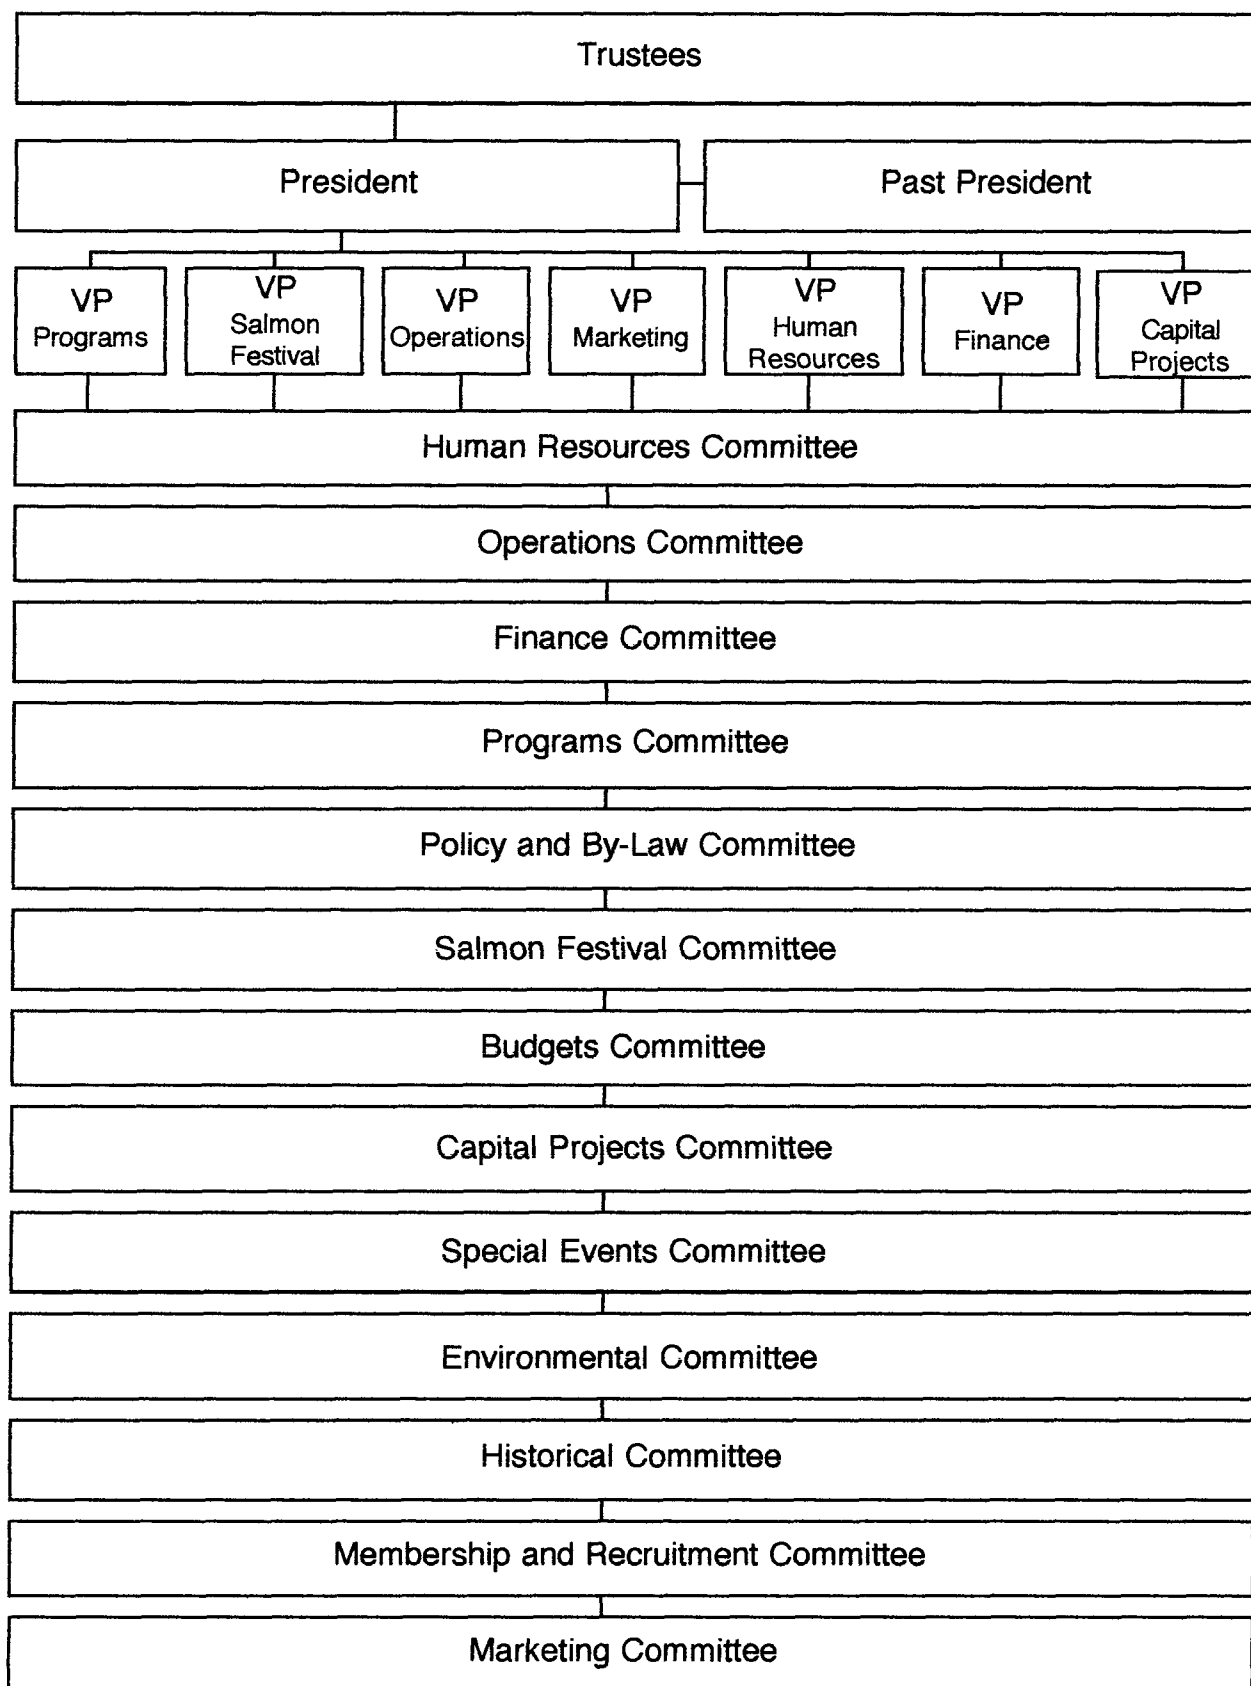 Trustees
President
Past President
VP
Programs
VP
Salmon
Festival
VP
Operations
VP
Marketing
VP
Human
Resources
VP
Finance
VP
Capital
Projects
Human Resources Committee
Operations Committee
Finance Committee
Programs Committee
Policy and By-Law Committee
Salmon Festival Committee
Budgets Committee
Capital Projects Committee
Special Events Committee
Environmental Committee
Historical Committee
Membership and Recruitment Committee
Marketing Committee